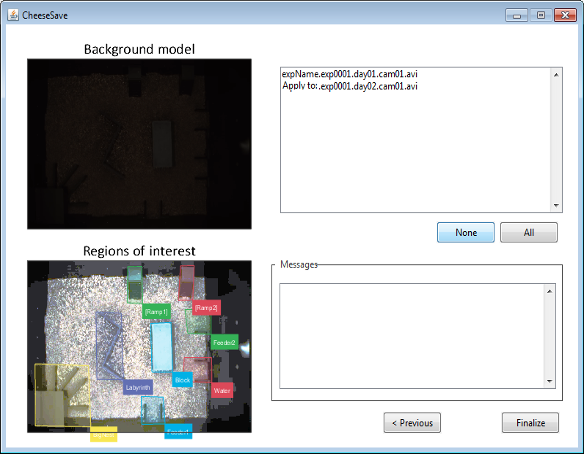 CheeseSave
Background model
expName.exp0001.day01.cam01.avi
Apply to:.exp0001.day02.cam01.avi
None
All
Regions of interest
[Ramp1]
[Ramp2]
Feeder2
Labyrinth
Block
Water
Feeder1
Messages
< Previous
Finalize